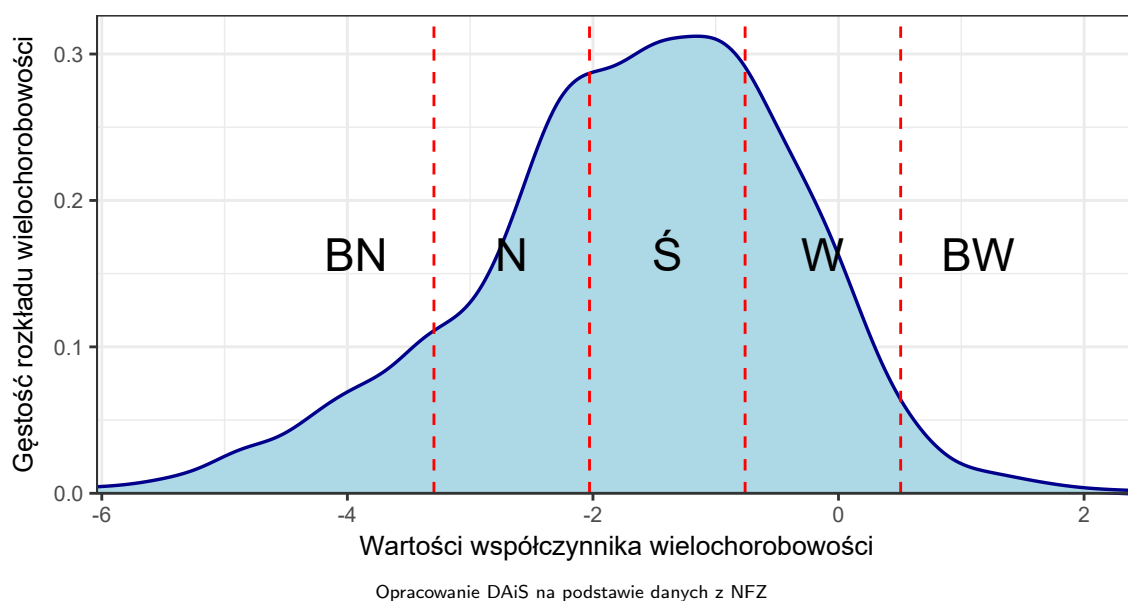 Gęstość rozkładu wielochorobowości
0.3
0.2
0.1
0.0
BN N Ś W BW
-6 -4 -2 0 2
Wartości współczynnika wielochorobowości
Opracowanie DAiS na podstawie danych z NFZ